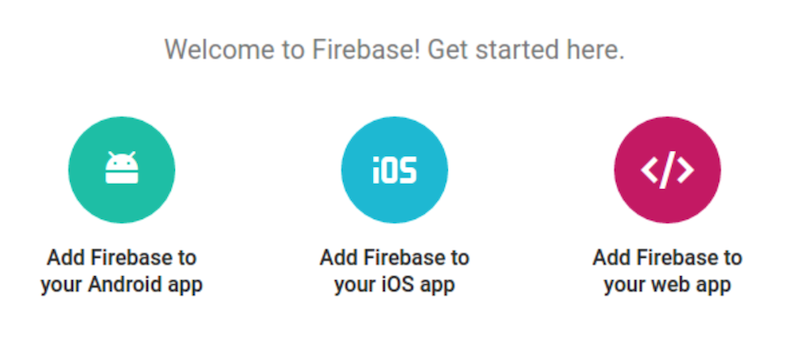 Welcome to Firebase! Get started here.
iOS
</>
Add Firebase to
your Android app
Add Firebase to
your iOS app
Add Firebase to
your web app